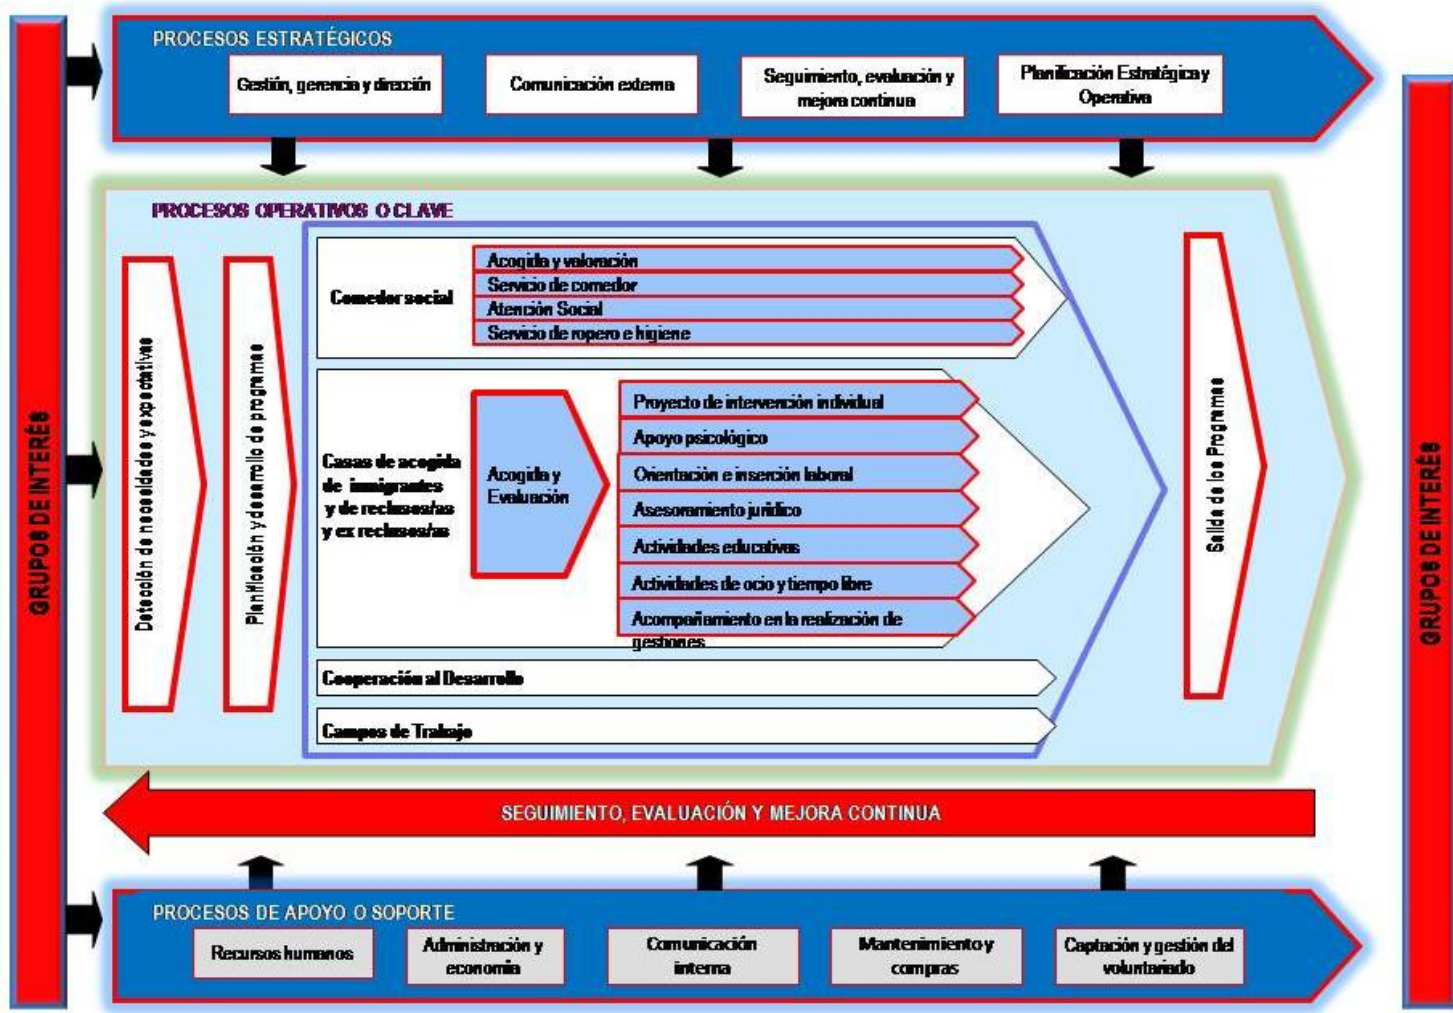 GRUPOS DE INTERÉS
PROCESOS ESTRATÉGICOS
Gestión, gerencia y dirección
Comunicación externa
Seguimiento, evaluación y
mejora continua
Planificación Estratégica y
Operativa
PROCESOS OPERATIVOS O CLAVE
Detección de necesidades y expectativas
Planificación y desarrollo de programas
Comedor social
Acogida y valoración
Servicio de comedor
Atención Social
Servicio de ropero e higiene
Casas de acogida
de inmigrantes
y de reclusos/as
y ex reclusos/as
Acogida y
Evaluación
Proyecto de intervención individual
Apoyo psicológico
Orientación e inserción laboral
Asesoramiento jurídico
Actividades educativas
Actividades de ocio y tiempo libre
Acompañamiento en la realización de
gestiones
Cooperación al Desarrollo
Campos de Trabajo
Salida de los Programas
SEGUIMIENTO, EVALUACIÓN Y MEJORA CONTINUA
PROCESOS DE APOYO O SOPORTE
Recursos humanos
Administración y
economía
Comunicación
interna
Mantenimiento y
compras
Captación y gestión del
voluntariado
GRUPOS DE INTERÉS